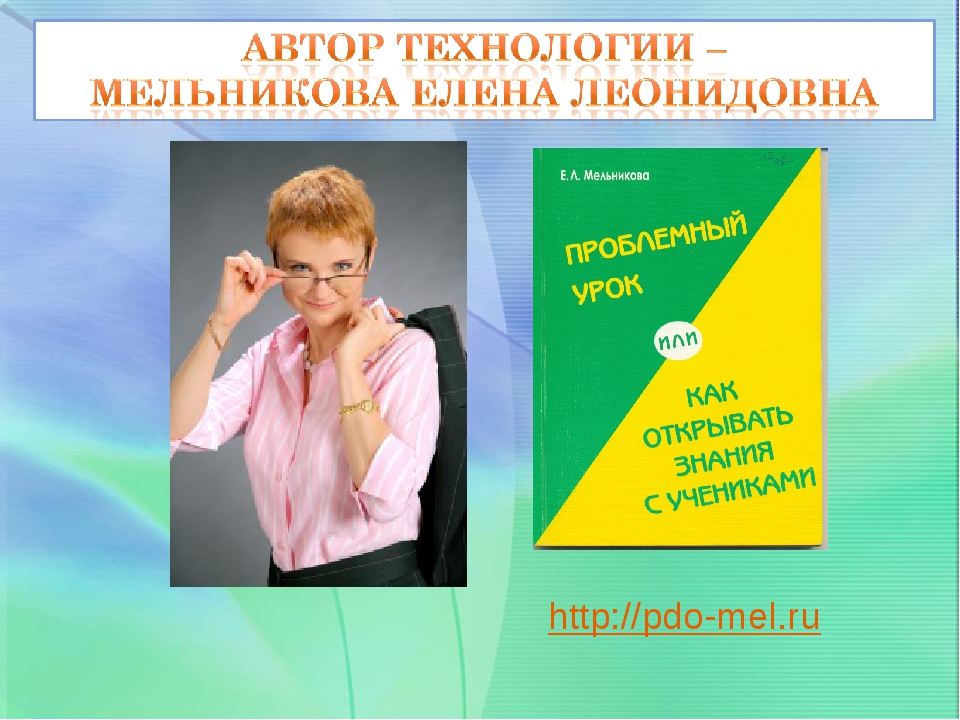 АВТОР ТЕХНОЛОГИИ –
МЕЛЬНИКОВА ЕЛЕНА ЛЕОНИДОВНА
Е. Л. Мельникова
ПРОБЛЕМНЫЙ
УРОК
ИЛИ
КАК
ОТКРЫВАТЬ
ЗНАНИЯ
С УЧЕНИКАМИ
http://pdo-mel.ru